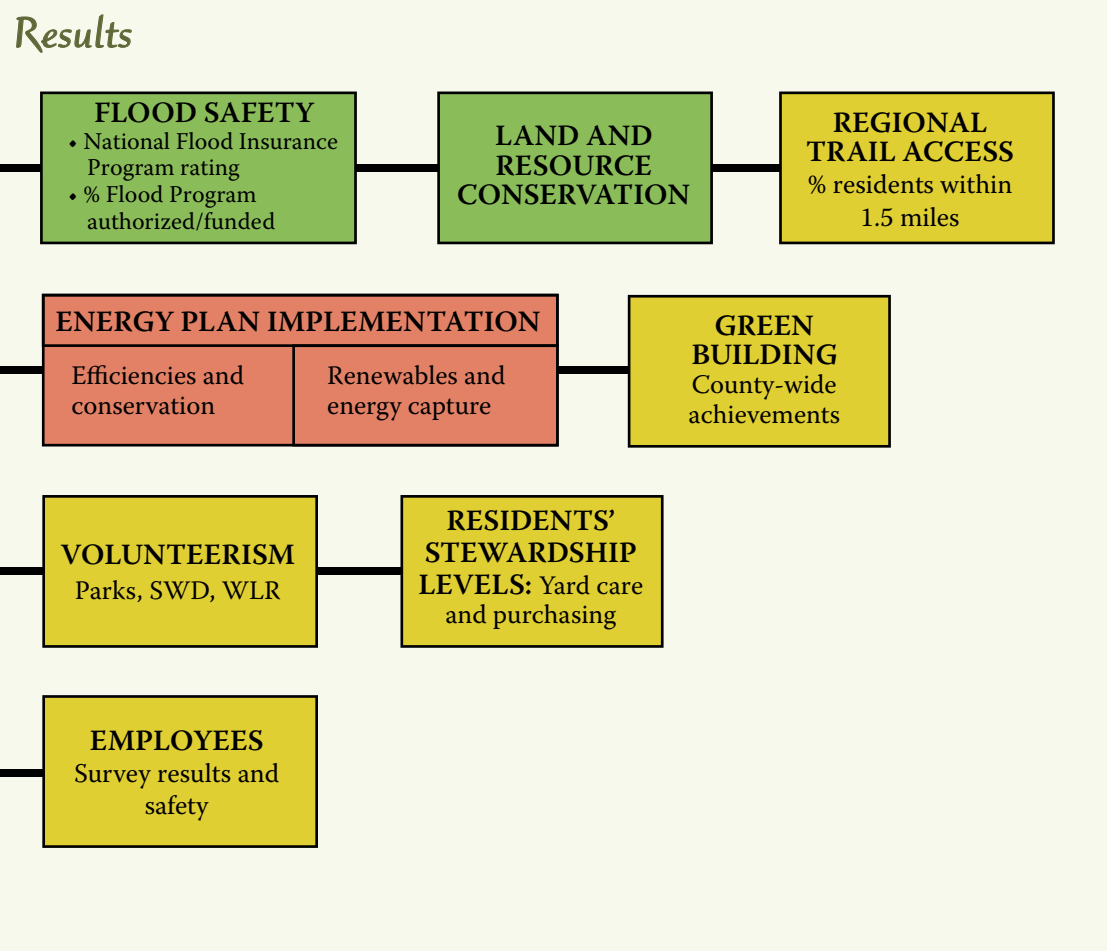 Results
FLOOD SAFETY
• National Flood Insurance
Program rating
• % Flood Program
authorized/funded
LAND AND
RESOURCE
CONSERVATION
REGIONAL
TRAIL ACCESS
% residents within
1.5 miles
ENERGY PLAN IMPLEMENTATION
Efficiencies and
conservation
Renewables and
energy capture
GREEN
BUILDING
County-wide
achievements
VOLUNTEERISM
Parks, SWD, WLR
RESIDENTS’
STEWARDSHIP
LEVELS: Yard care
and purchasing
EMPLOYEES
Survey results and
safety